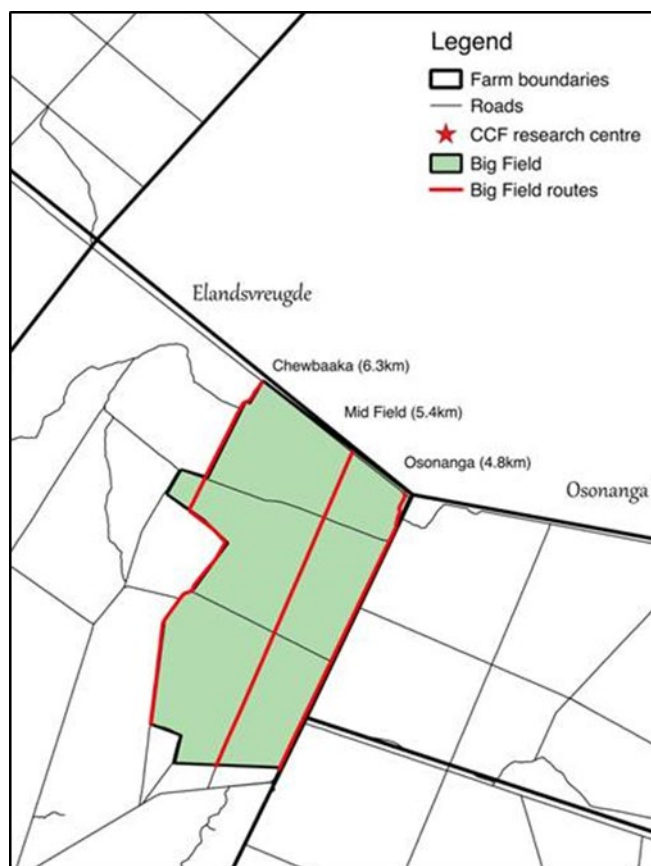 Legend
Farm boundaries
Roads
CCF research centre
Big Field
Big Field routes
Elandsvreugde
Chewbaaka (6.3km)
Mid Field (5.4km)
Osonanga (4.8km)
Osonanga